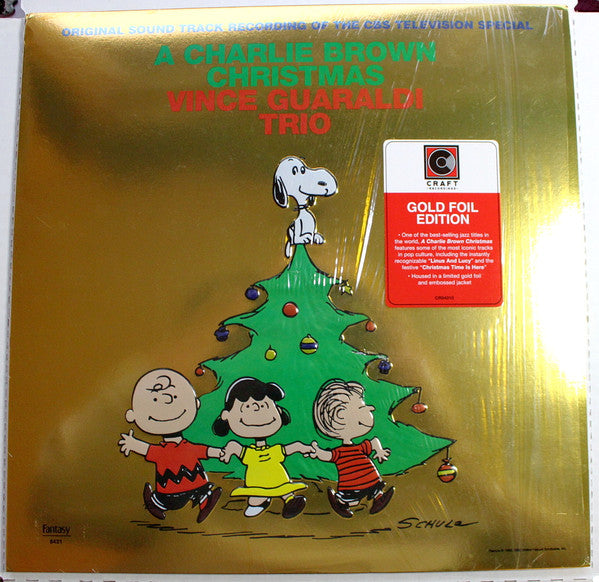 ORIGINAL SOUND TRACK RECORDING OF THE CBS TELEVISION SPECIAL
A CHARLIE BROWN
CHRISTMAS
VINCE GUARALDI
TRIO
CRAFT
RECORDINGS
GOLD FOIL
EDITION
• One of the best-selling jazz titles in
the world, A Charlie Brown Christmas
features some of the most iconic tracks
in pop culture, including the instantly
recognizable "Linus And Lucy" and the
festive "Christmas Time Is Here"
• Housed in a limited gold foil
and embossed jacket
Fantasy
8431
SCHULZ